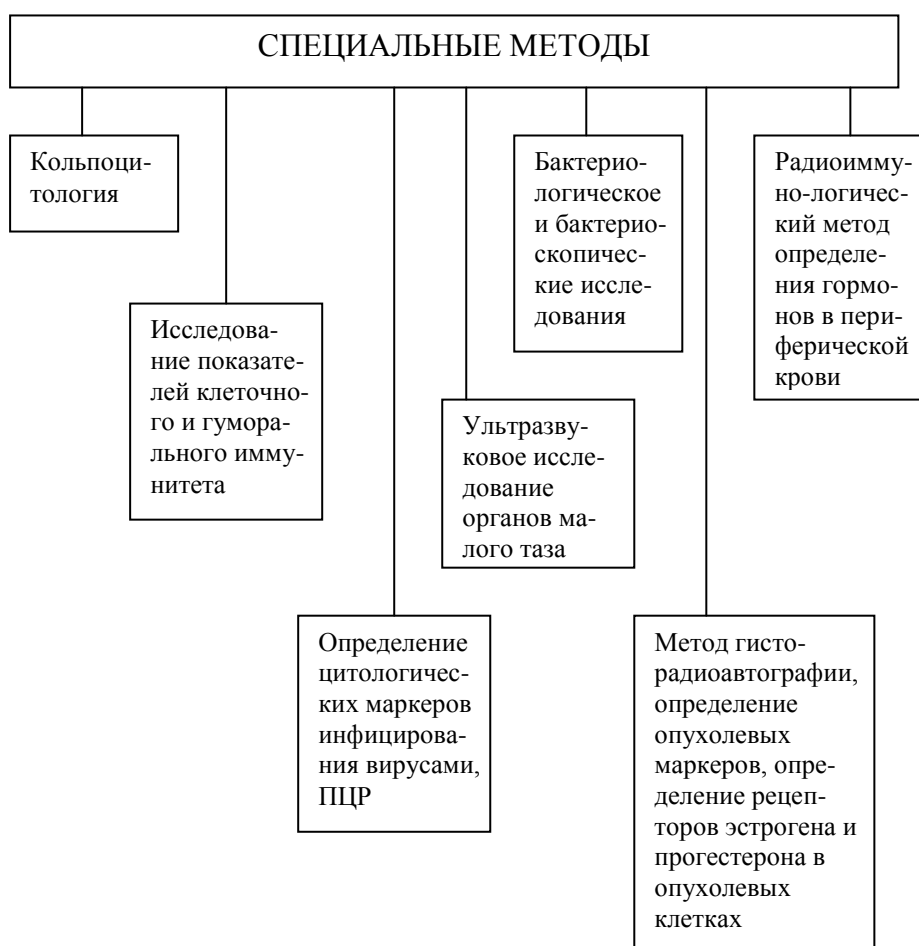 СПЕЦИАЛЬНЫЕ МЕТОДЫ
Кольпоци-
тология
Исследова-
ние показате-
лей клеточно-
го и гумора-
льного имму-
нитета
Определение
цитологичес-
ких маркеров
инфицирова-
ния вирусами,
ПЦР
Ультразву-
ковое иссле-
дование
органов ма-
лого таза
Бактерио-
логическое
и бактерио-
скопичес-
кие иссле-
дования
Метод гисто-
радиоавтографии,
определение
опухолевых
маркеров, опре-
деление рецеп-
торов эстрогена и
прогестерона в
опухолевых
клетках
Радиоимму-
но-логичес-
кий метод
определе-
ния гормо-
нов в пери-
ферической
крови